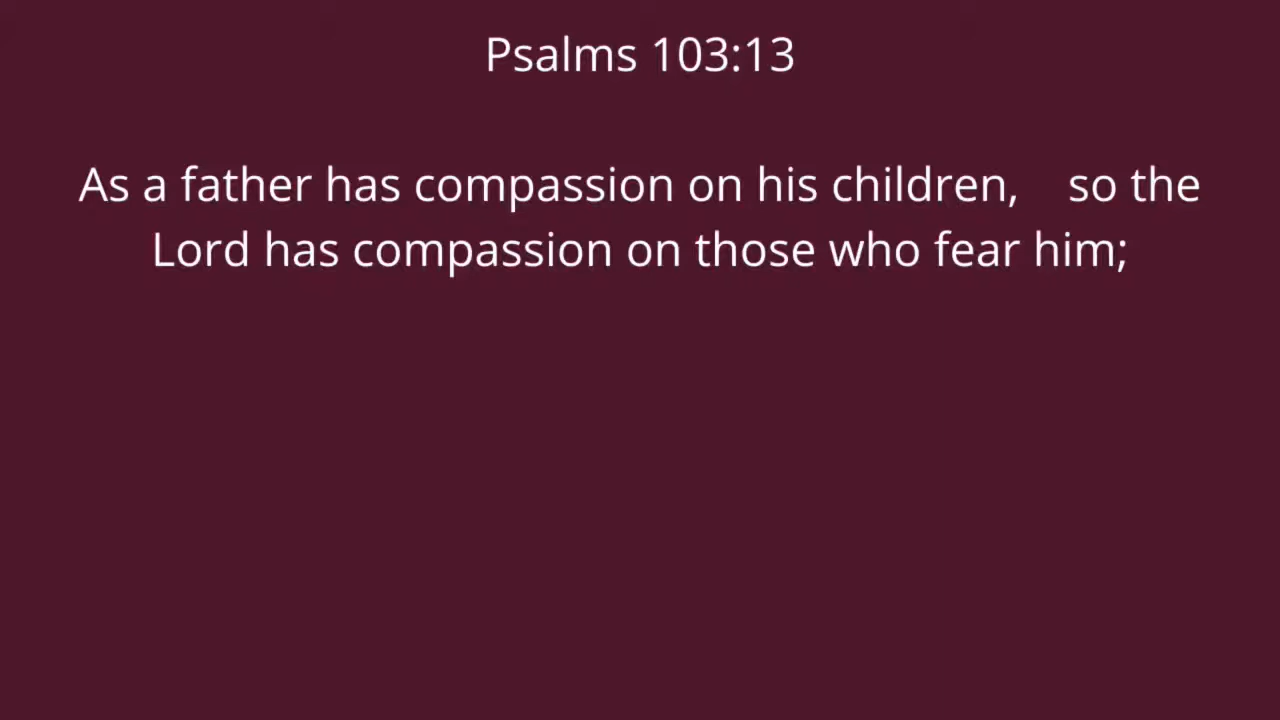 Psalms 103:13
As a father has compassion on his children, so the
Lord has compassion on those who fear him;